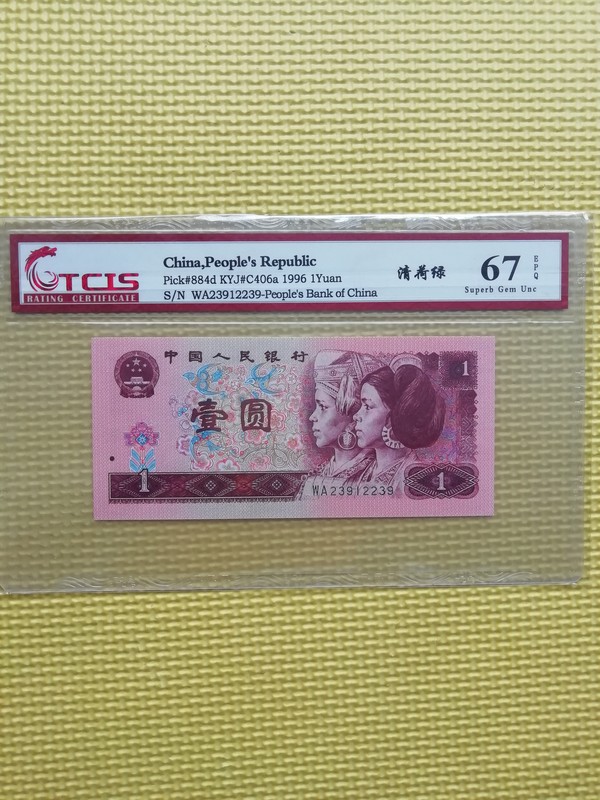 TCIS
RATING CERTIFICATE
China,People's Republic
Pick#884d KYJ#C406a 1996 1Yuan
S/N WA23912239-People's Bank of China
清荷绿
67
EPQ
Superb Gem Unc
中国人民银行
1
壹圆
1
WA23912239
1